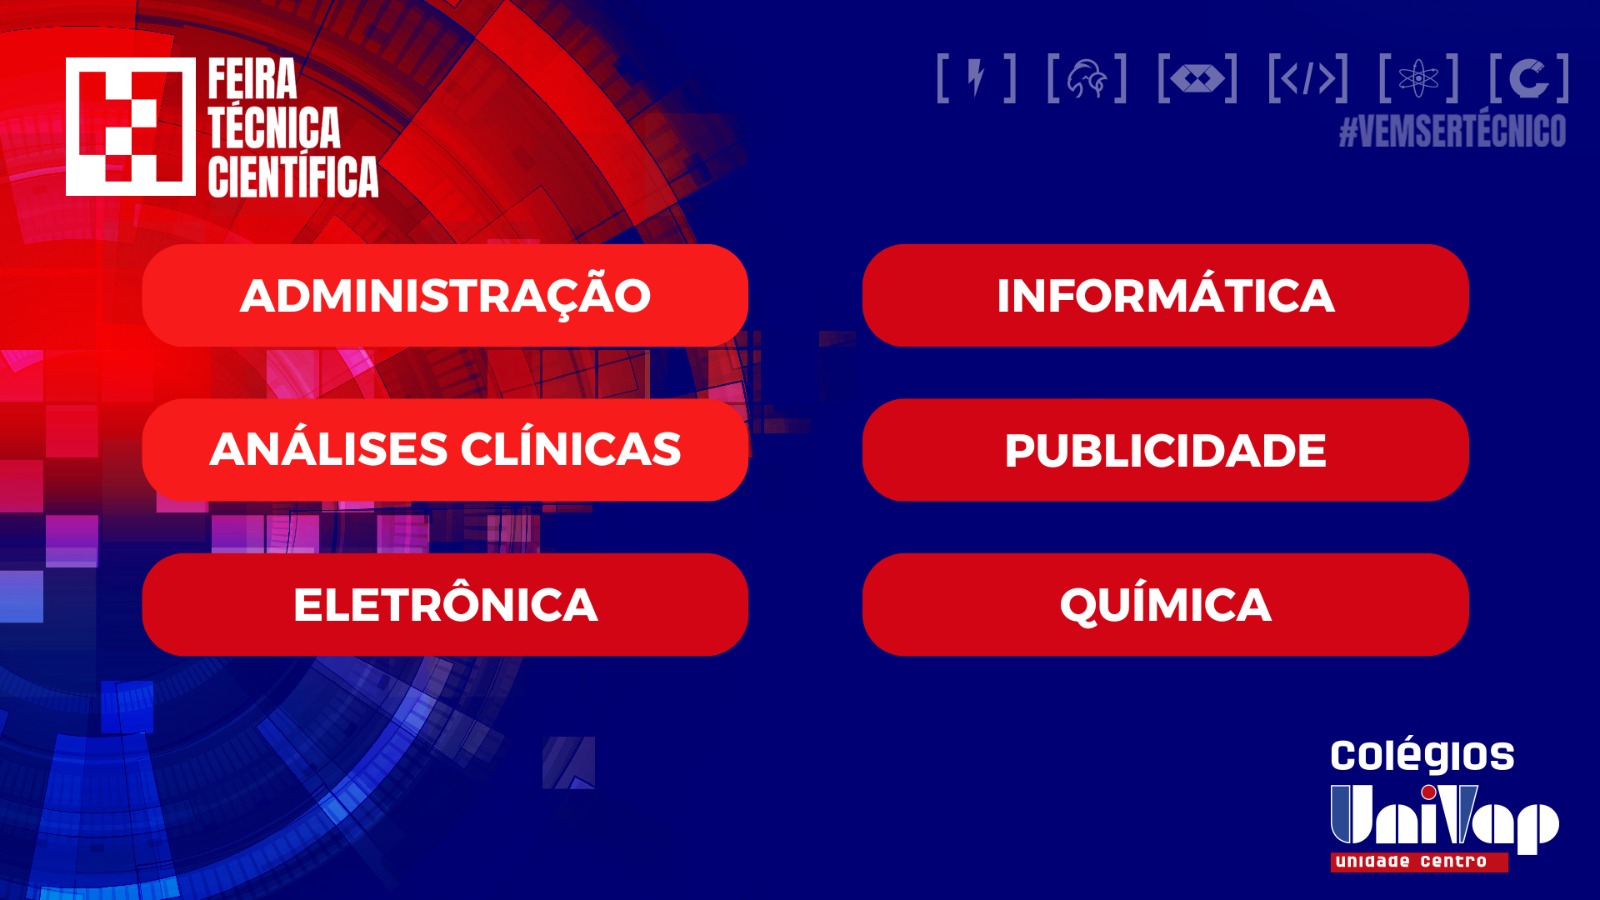 FEIRA
TÉCNICA
CIENTÍFICA
#VEMSERTÉCNICO
ADMINISTRAÇÃO
INFORMÁTICA
ANÁLISES CLÍNICAS
PUBLICIDADE
ELETRÔNICA
QUÍMICA
Colégios
UniVap
unidade Centro